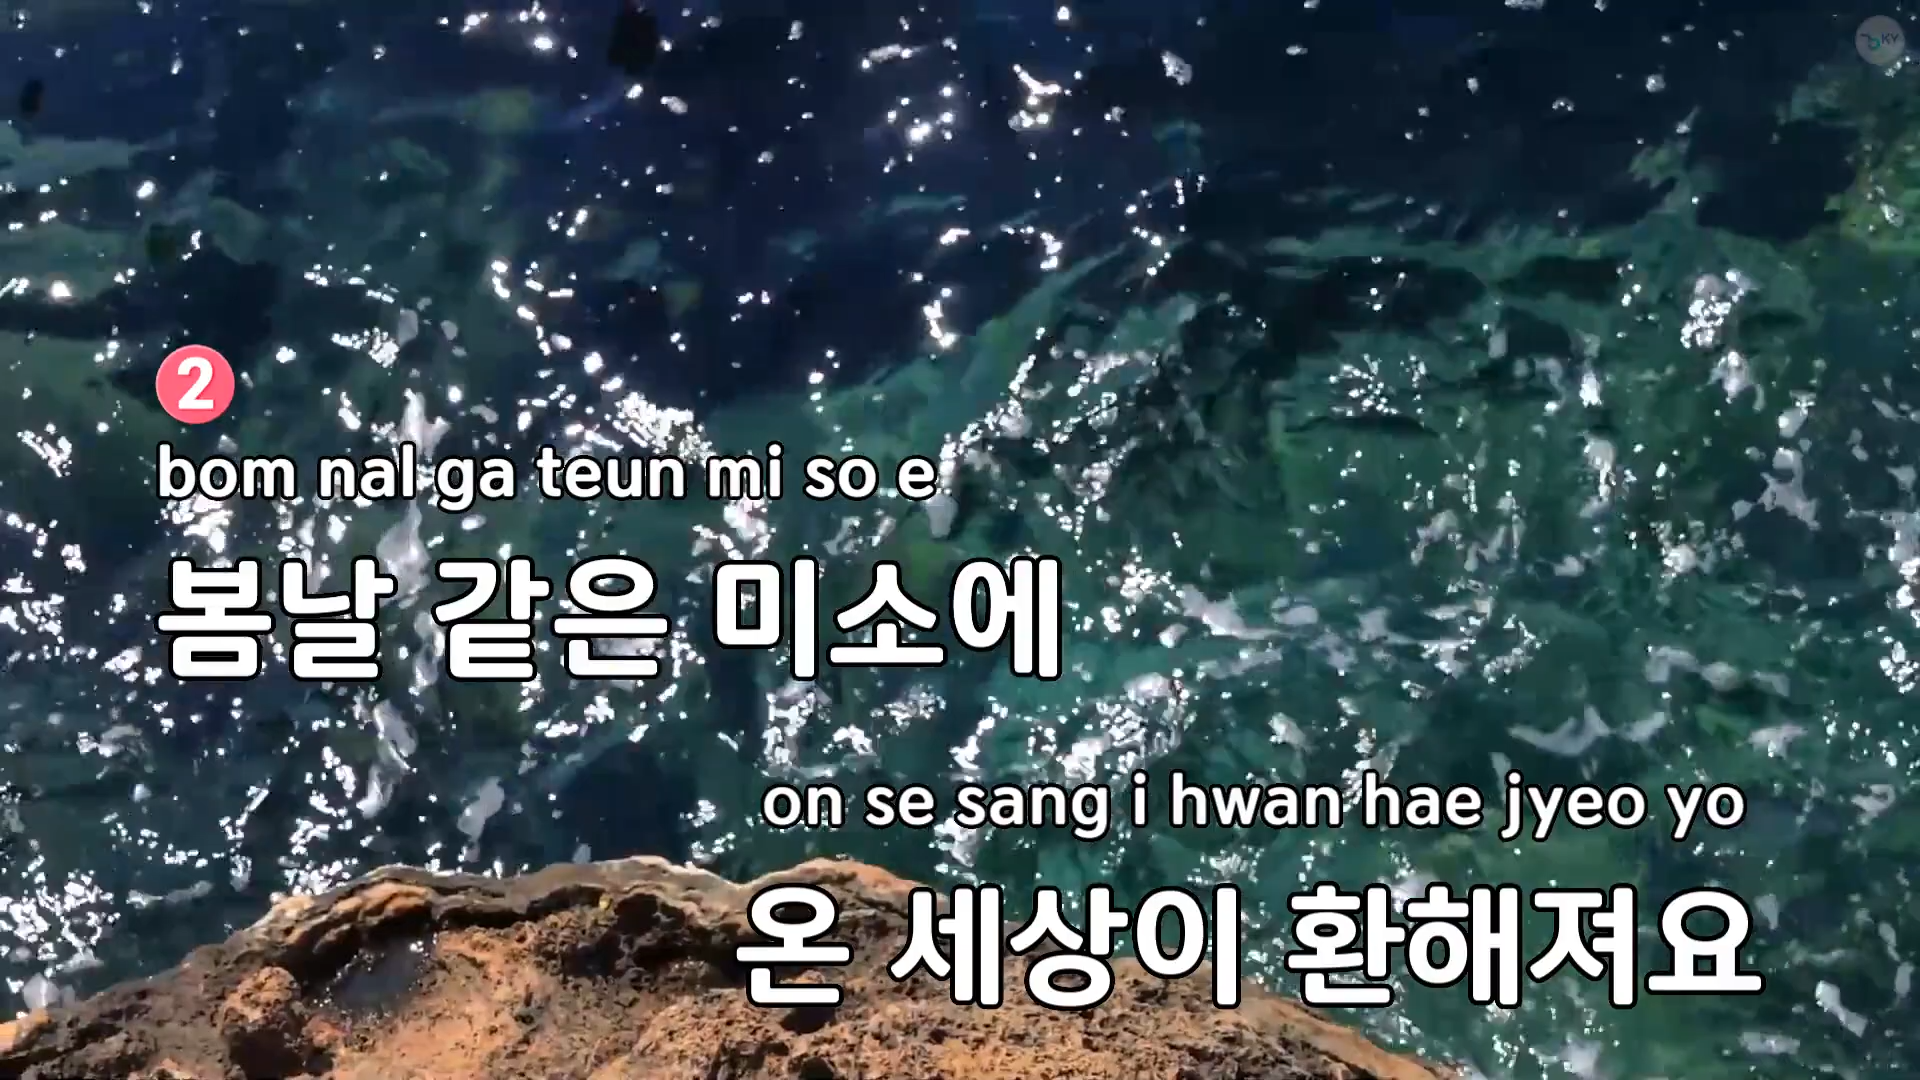 KY
2
bom nal ga teun mi so e
봄날 같은 미소에
on se sang i hwan hae jyeo yo
온 세상이 환해져요